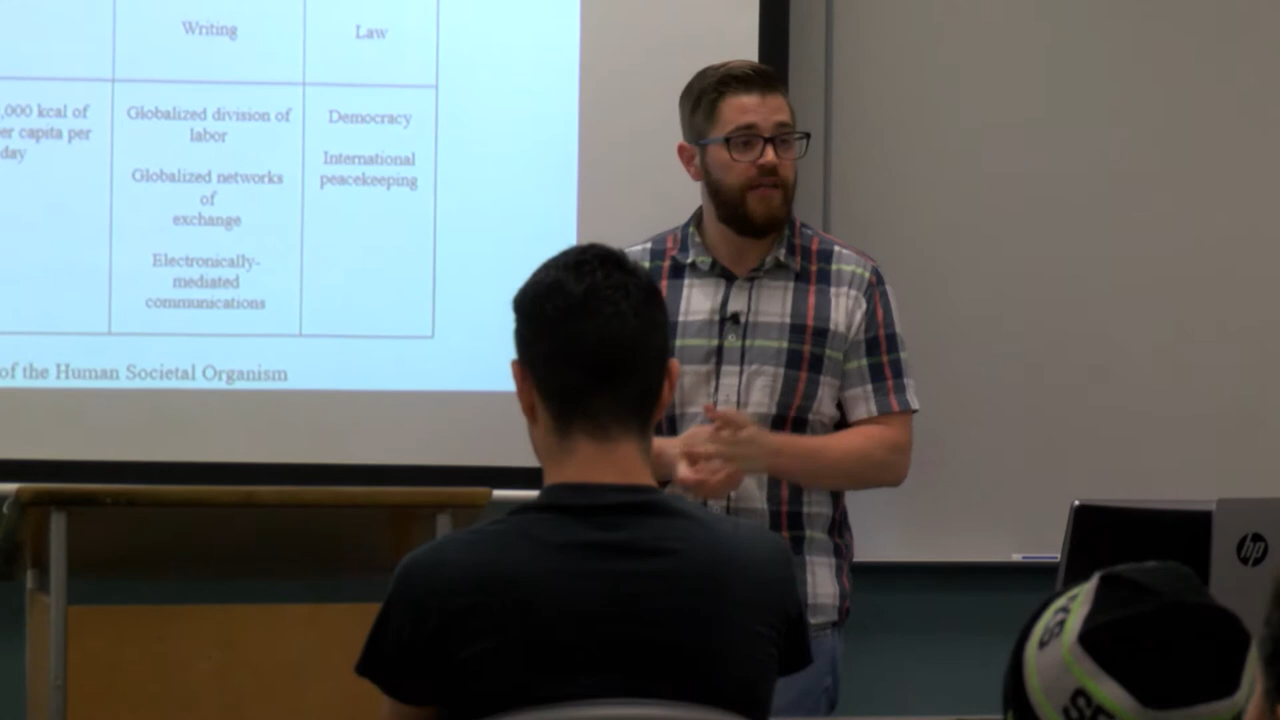 Writing
Law
,000 kcal of
er capita per
day
Globalized division of
labor
Globalized networks
of
exchange
Electronically-
mediated
communications
Democracy
International
peacekeeping
of the Human Societal Organism
hp